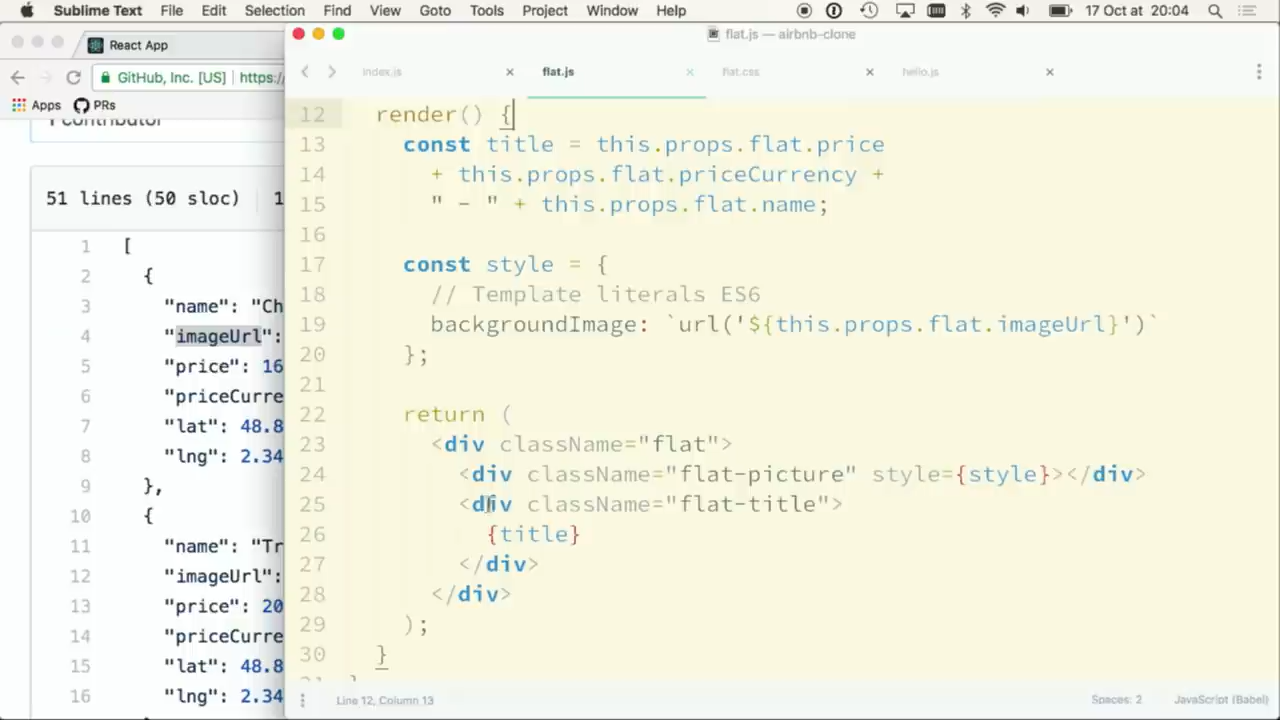 Sublime Text File Edit Selection Find View Goto Tools Project Window Help 17 Oct at 20:04
React App
GitHub, Inc. [US] https:/
Apps PRs
1 contributor
51 lines (50 sloc) 1
1 [
2 {
3 "name": "Ch
4 "imageUrl":
5 "price": 16
6 "priceCurre
7 "lat": 48.8
8 "lng": 2.34
9 },
10 {
11 "name": "Tr
12 "imageUrl":
13 "price": 20
14 "priceCurre
15 "lat": 48.8
16 "lng": 2.34
flat.js — airbnb-clone
index.js flat.js flat.css hello.js
12 render() {
13 const title = this.props.flat.price
14 + this.props.flat.priceCurrency +
15 " - " + this.props.flat.name;
16
17 const style = {
18 // Template literals ES6
19 backgroundImage: `url('${this.props.flat.imageUrl}')`
20 };
21
22 return (
23 <div className="flat">
24 <div className="flat-picture" style={style}></div>
25 <div className="flat-title">
26 {title}
27 </div>
28 </div>
29 );
30 }
Line 12, Column 13 Spaces: 2 JavaScript (Babel)